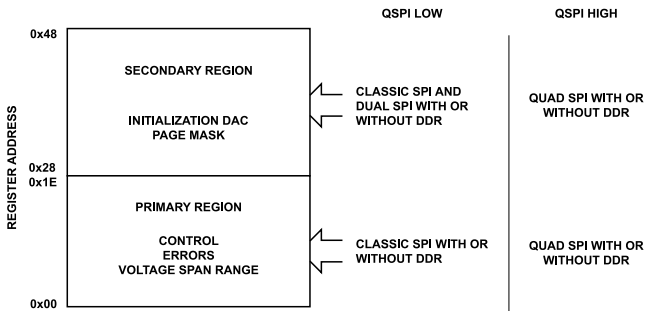 QSPI LOW
QSPI HIGH
0x48
SECONDARY REGION
INITIALIZATION DAC
PAGE MASK
CLASSIC SPI AND
DUAL SPI WITH OR
WITHOUT DDR
QUAD SPI WITH OR
WITHOUT DDR
REGISTER ADDRESS
0x28
0x1E
PRIMARY REGION
CONTROL
ERRORS
VOLTAGE SPAN RANGE
CLASSIC SPI WITH OR
WITHOUT DDR
QUAD SPI WITH OR
WITHOUT DDR
0x00